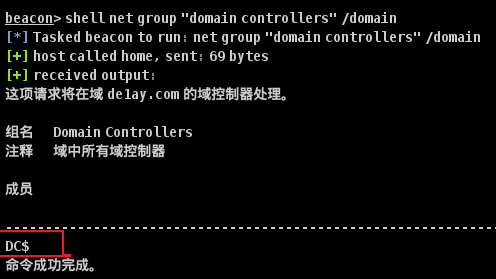 beacon> shell net group "domain controllers" /domain
[*] Tasked beacon to run: net group "domain controllers" /domain
[+] host called home, sent: 69 bytes
[+] received output:
这项请求将在域 de1ay.com 的域控制器处理。
组名 Domain Controllers
注释 域中所有域控制器
成员
-------------------------------------------------------------------------------
DC$
命令成功完成。